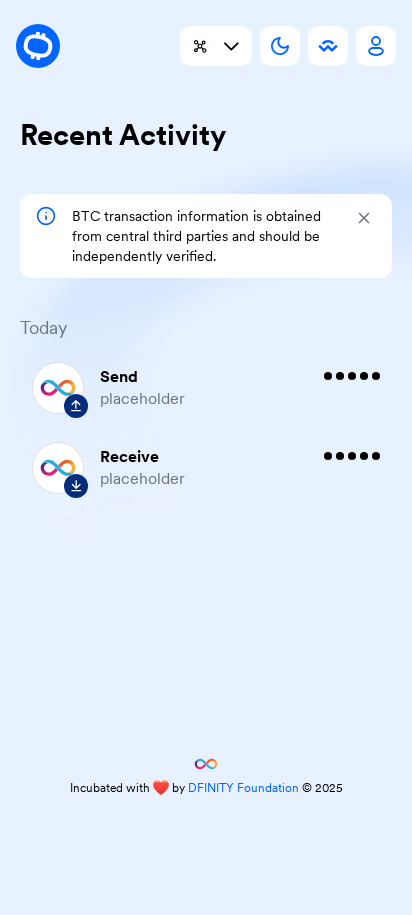 Recent Activity
BTC transaction information is obtained
from central third parties and should be
independently verified.
Today
Send
placeholder
Receive
placeholder
Incubated with ❤️ by DFINITY Foundation © 2025